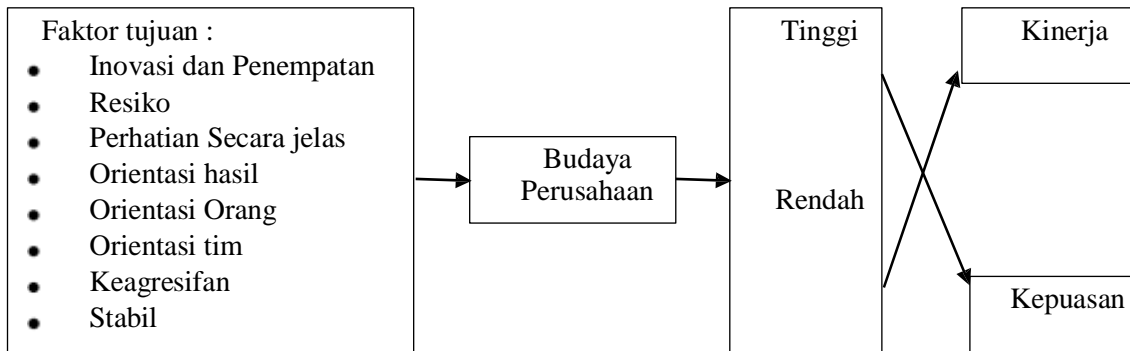 Faktor tujuan :
Inovasi dan Penempatan
Resiko
Perhatian Secara jelas
Orientasi hasil
Orientasi Orang
Orientasi tim
Keagresifan
Stabil
Budaya
Perusahaan
Tinggi
Rendah
Kinerja
Kepuasan